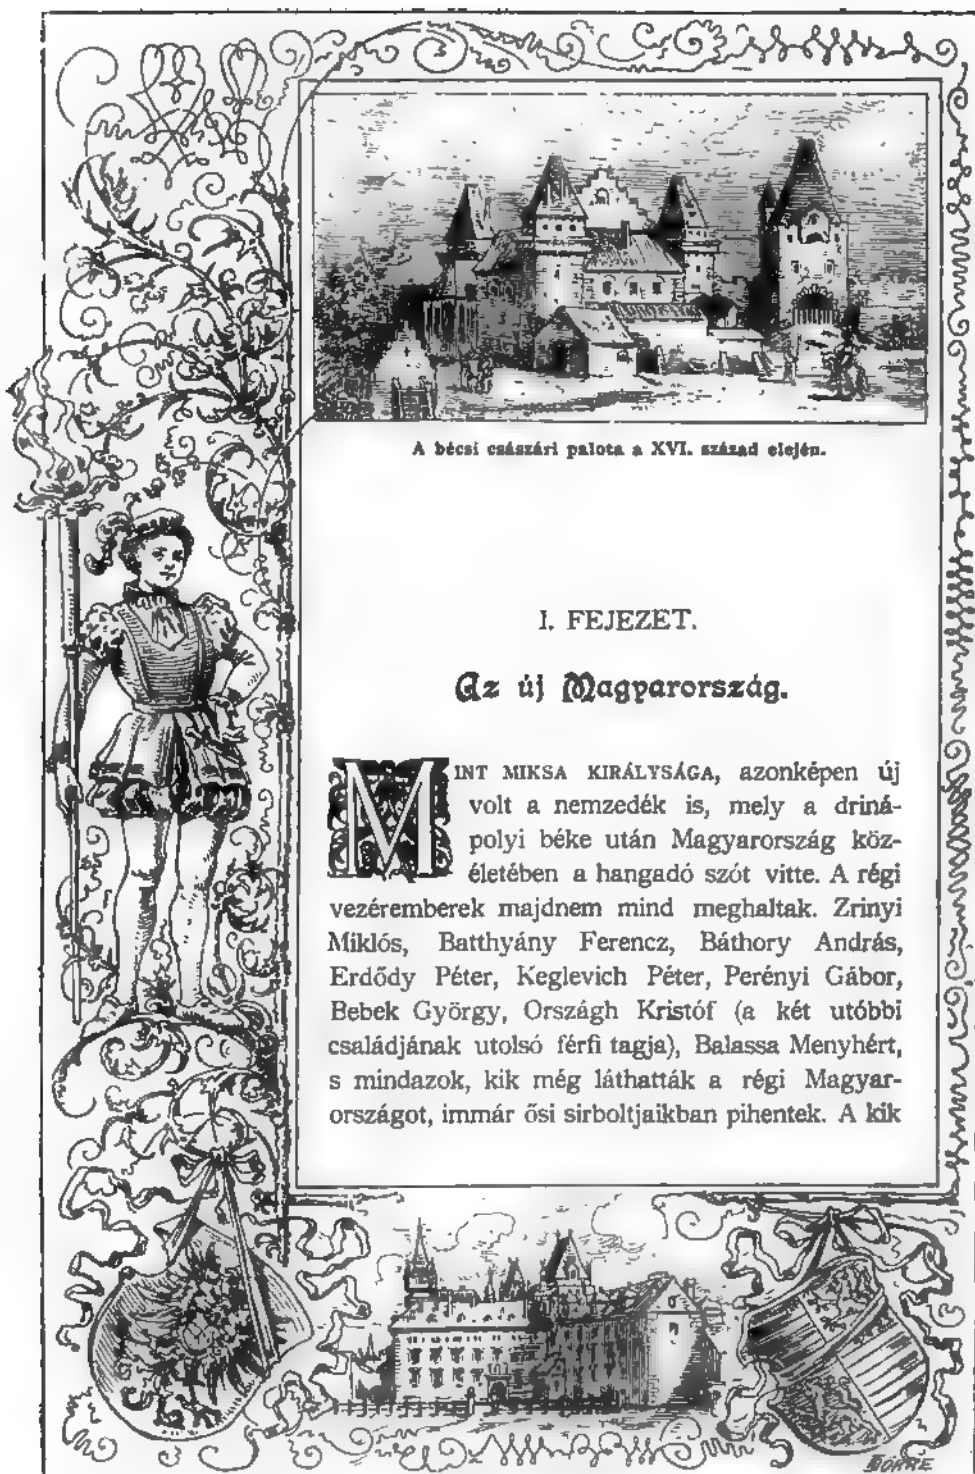 A bécsi császári palota a XVI. század elején.
I. FEJEZET.
Az új Magyarország.
MINT MIKSA KIRÁLYSÁGA, azonképen új
volt a nemzedék is, mely a driná-
polyi béke után Magyarország köz-
életében a hangadó szót vitte. A régi
vezéremberek majdnem mind meghaltak. Zrinyi
Miklós, Batthyány Ferencz, Báthory András,
Erdődy Péter, Keglevich Péter, Perényi Gábor,
Bebek György, Országh Kristóf (a két utóbbi
családjának utolsó férfi tagja), Balassa Menyhért,
s mindazok, kik még láthatták a régi Magyar-
országot, immár ősi sirboltjaikban pihentek. A kik